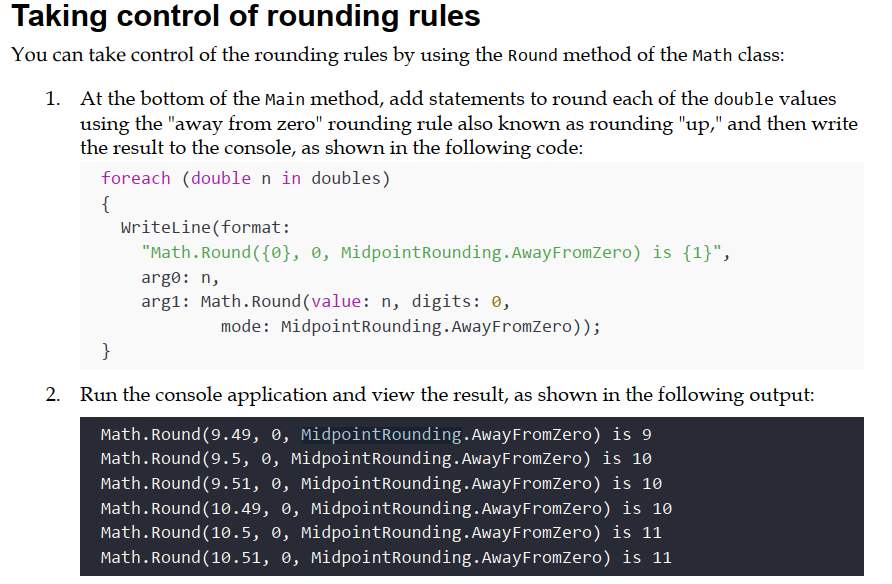 Taking control of rounding rules
You can take control of the rounding rules by using the Round method of the Math class:
1. At the bottom of the Main method, add statements to round each of the double values
using the "away from zero" rounding rule also known as rounding "up," and then write
the result to the console, as shown in the following code:
foreach (double n in doubles)
{
WriteLine(format:
"Math.Round({0}, 0, MidpointRounding.AwayFromZero) is {1}",
arg0: n,
arg1: Math.Round(value: n, digits: 0,
mode: MidpointRounding.AwayFromZero));
}
2. Run the console application and view the result, as shown in the following output:
Math.Round(9.49, 0, MidpointRounding.AwayFromZero) is 9
Math.Round(9.5, 0, MidpointRounding.AwayFromZero) is 10
Math.Round(9.51, 0, MidpointRounding.AwayFromZero) is 10
Math.Round(10.49, 0, MidpointRounding.AwayFromZero) is 10
Math.Round(10.5, 0, MidpointRounding.AwayFromZero) is 11
Math.Round(10.51, 0, MidpointRounding.AwayFromZero) is 11